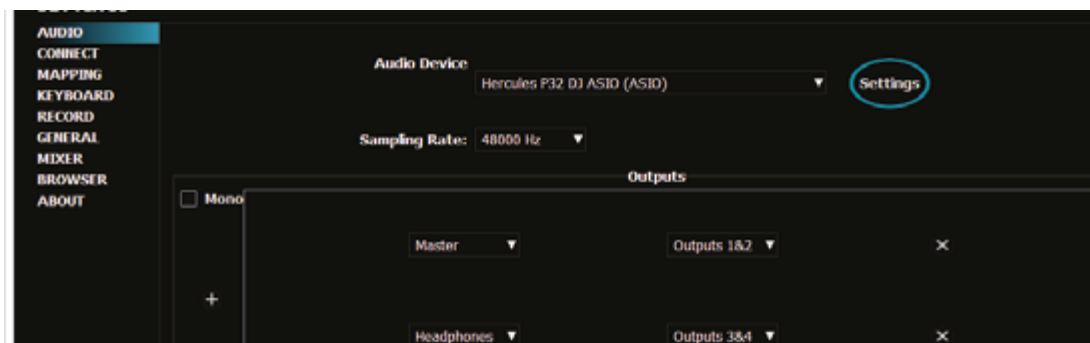 AUDIO
CONNECT
MAPPING
KEYBOARD
RECORD
GENERAL
MIXER
BROWSER
ABOUT
Audio Device
Hercules P32 DJ ASIO (ASIO)
Settings
Sampling Rate: 48000 Hz
Outputs
Mono
Master Outputs 1&2
Headphones Outputs 3&4